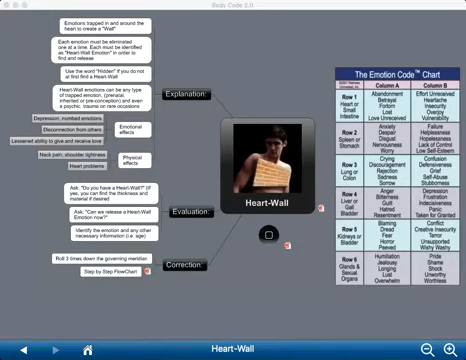 Body Code 2.0
Emotions trapped in and around the
heart to create a "Wall"
Each emotion must be eliminated
one at a time. Each must be identified
as "Heart-Wall Emotion" in order to
find and release
Use the word "Hidden" if you do not
at first find a Heart-Wall
Heart-Wall emotions can be any type
of trapped emotion. (prenatal,
inherited or pre-conception) and even
a psychic trauma on rare occasions
Explanation:
Depression, numbed emotions
Disconnection from others
Lessened ability to give and receive love
Emotional
effects
Neck pain, shoulder tightness
Heart problems
Physical
effects
Ask: "Do you have a Heart-Wall?" (If
yes, you can find the thickness and
material if desired
Ask: "Can we release a Heart-Wall
Emotion now?"
Identify the emotion and any other
necessary information (i.e. age)
Evaluation:
Roll 3 times down the governing meridian
Step by Step FlowChart
Correction:
Heart-Wall
The Emotion Code™ Chart
Column A
Column B
Row 1
Heart or
Small
Intestine
Abandonment
Betrayal
Forlorn
Lost
Love Unreceived
Effort Unreceived
Heartache
Insecurity
Overjoy
Vulnerability
Row 2
Spleen or
Stomach
Anxiety
Despair
Disgust
Nervousness
Worry
Failure
Helplessness
Hopelessness
Lack of Control
Low Self-Esteem
Row 3
Lung or
Colon
Crying
Discouragement
Rejection
Sadness
Sorrow
Confusion
Defensiveness
Grief
Self-Abuse
Stubborness
Row 4
Liver or
Gall
Bladder
Anger
Bitterness
Guilt
Hatred
Resentment
Depression
Frustration
Indecisiveness
Panic
Taken for Granted
Row 5
Kidneys or
Bladder
Blaming
Dread
Fear
Horror
Peeved
Conflict
Creative Insecurity
Terror
Unsupported
Wishy Washy
Row 6
Glands &
Sexual
Organs
Humiliation
Jealousy
Longing
Lust
Overwhelm
Pride
Shame
Shock
Unworthy
Worthless
Heart-Wall